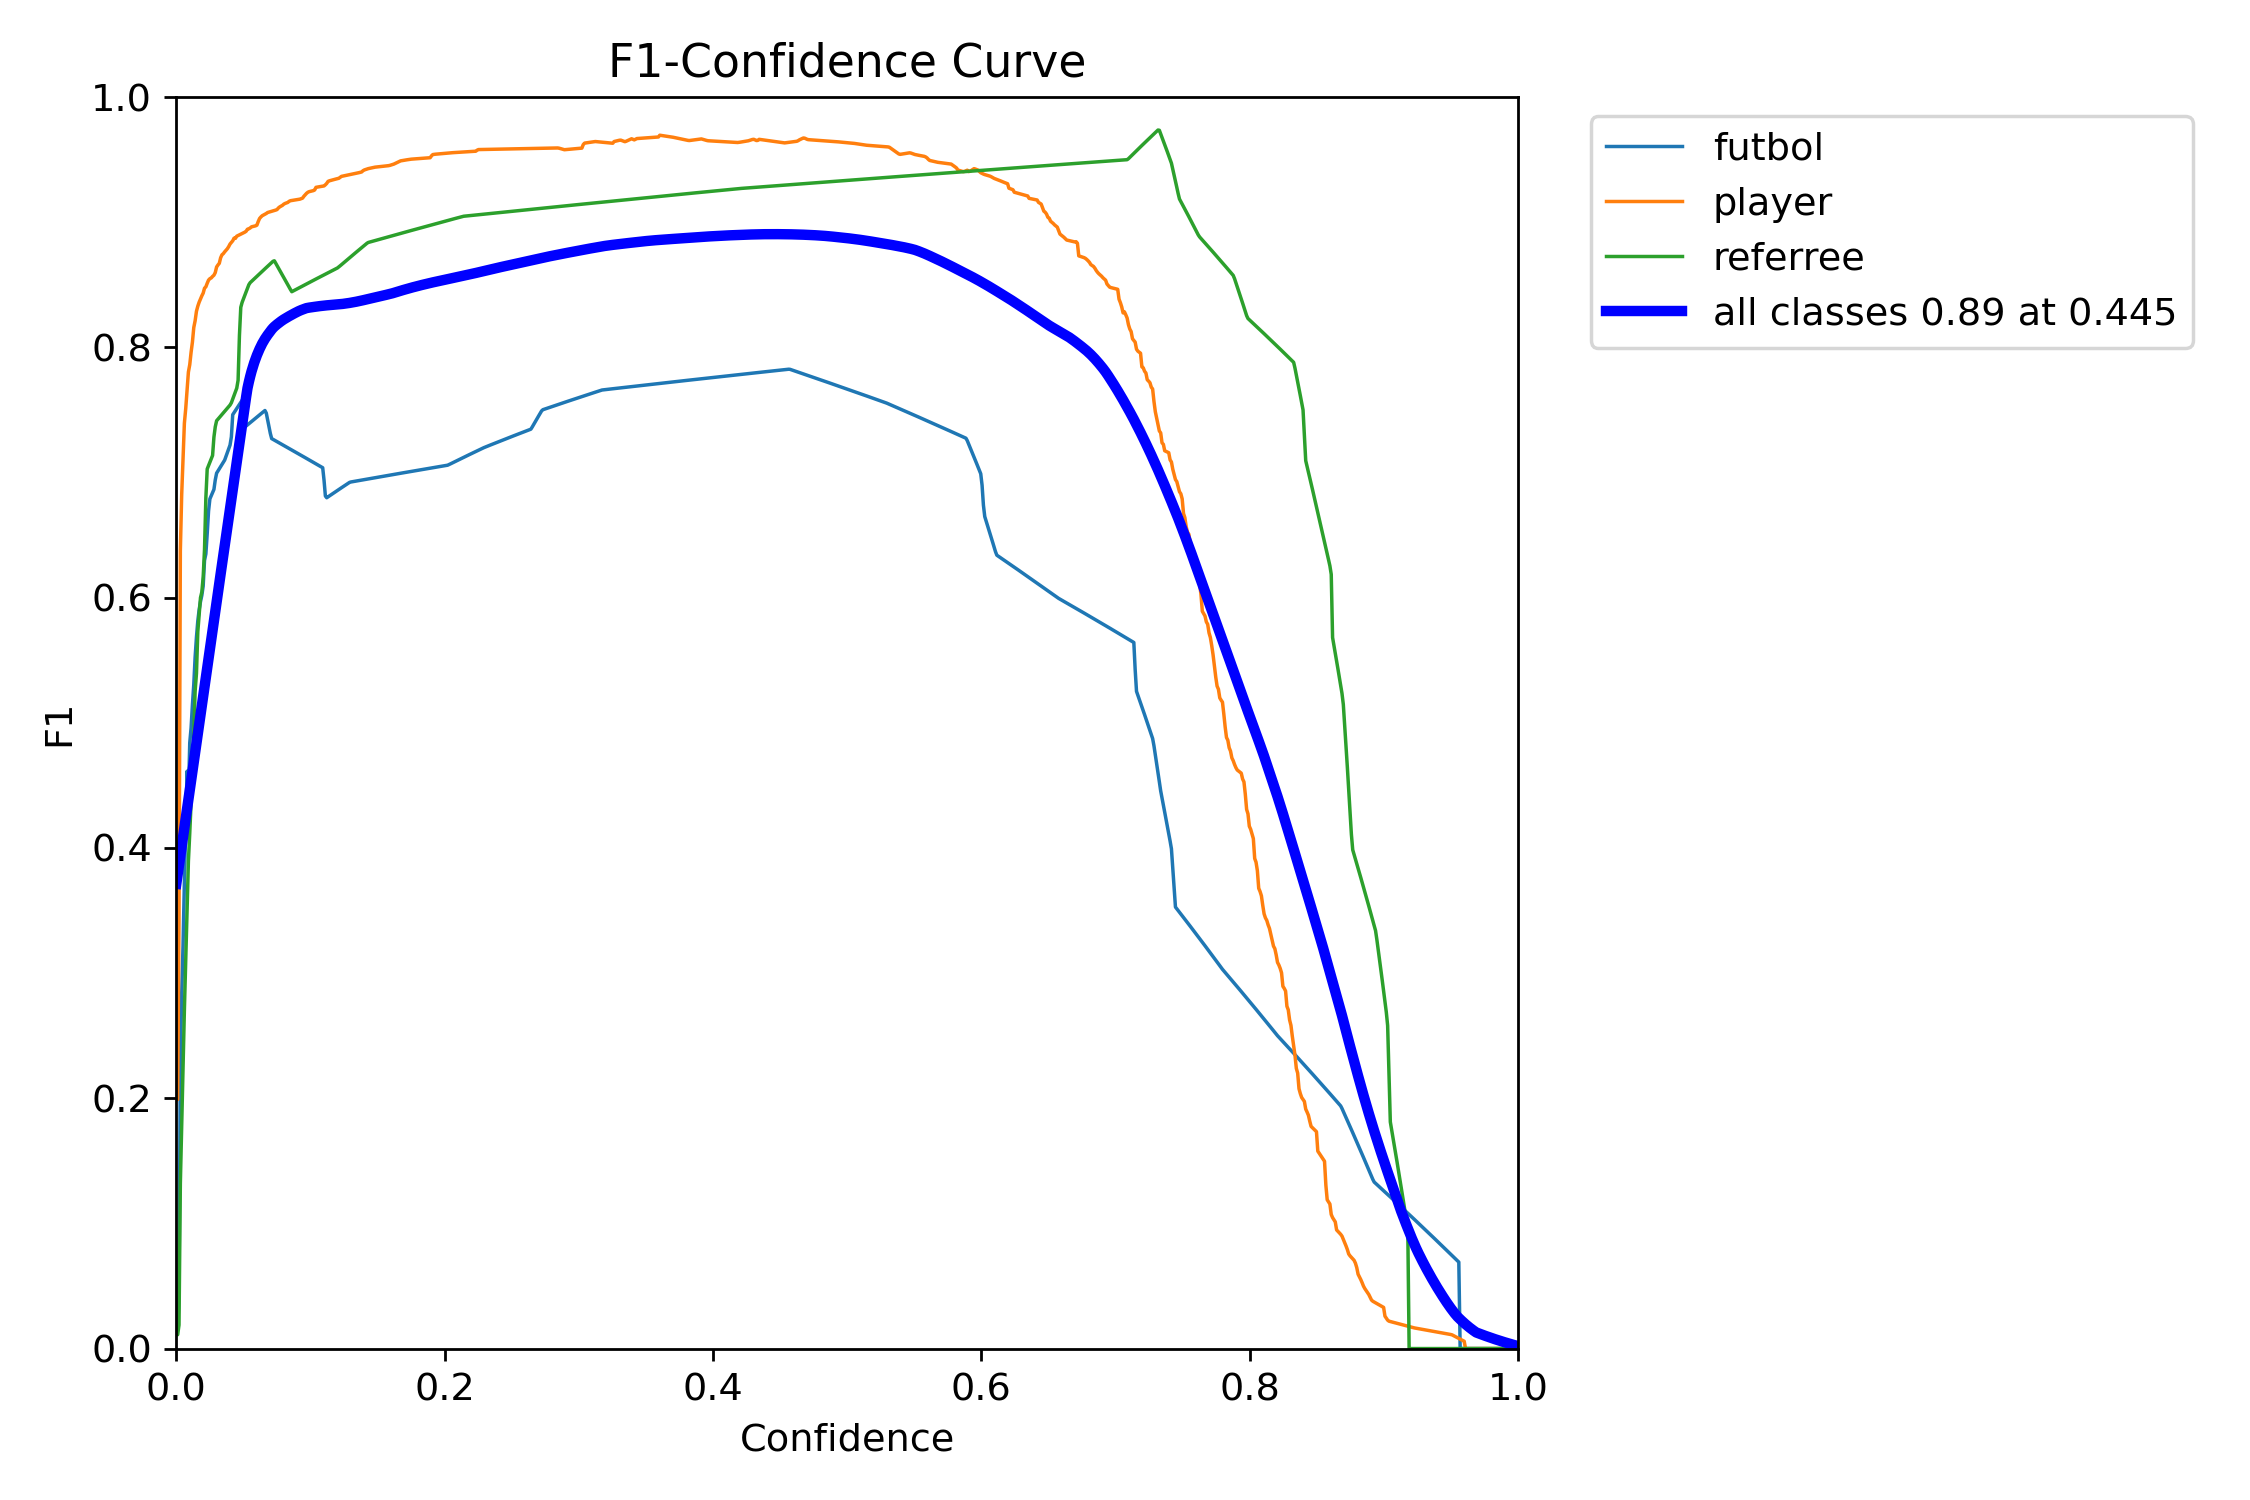 F1-Confidence Curve
1.0
0.8
0.6
0.4
0.2
0.0
F1
0.0 0.2 0.4 0.6 0.8 1.0
Confidence
futbol
player
referree
all classes 0.89 at 0.445